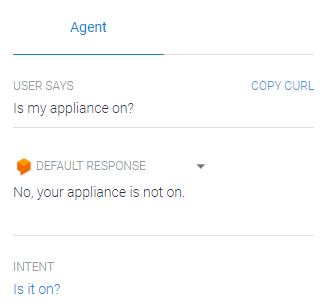 Agent
USER SAYS COPY CURL
Is my appliance on?
DEFAULT RESPONSE
No, your appliance is not on.
INTENT
Is it on?